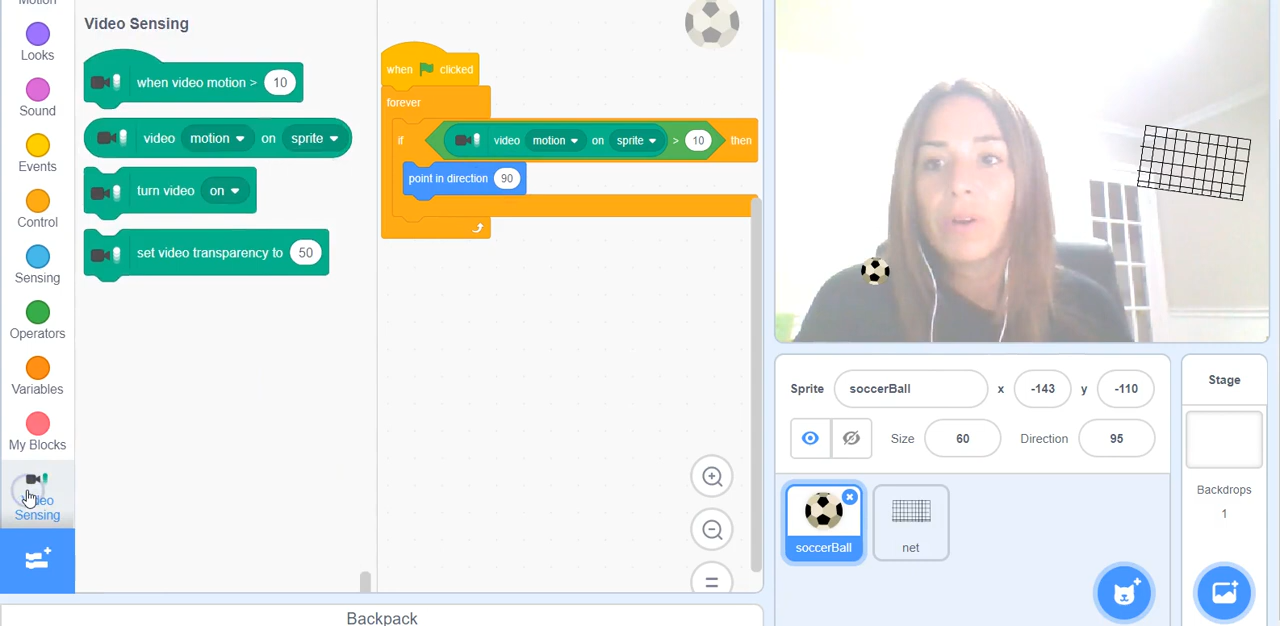 Motion
Looks
Sound
Events
Control
Sensing
Operators
Variables
My Blocks
Video
Sensing
Video Sensing
when video motion > 10
video motion on sprite
turn video on
set video transparency to 50
when clicked
forever
if video motion on sprite > 10 then
point in direction 90
Backpack
Sprite soccerBall x -143 y -110
Size 60 Direction 95
soccerBall
net
Stage
Backdrops
1